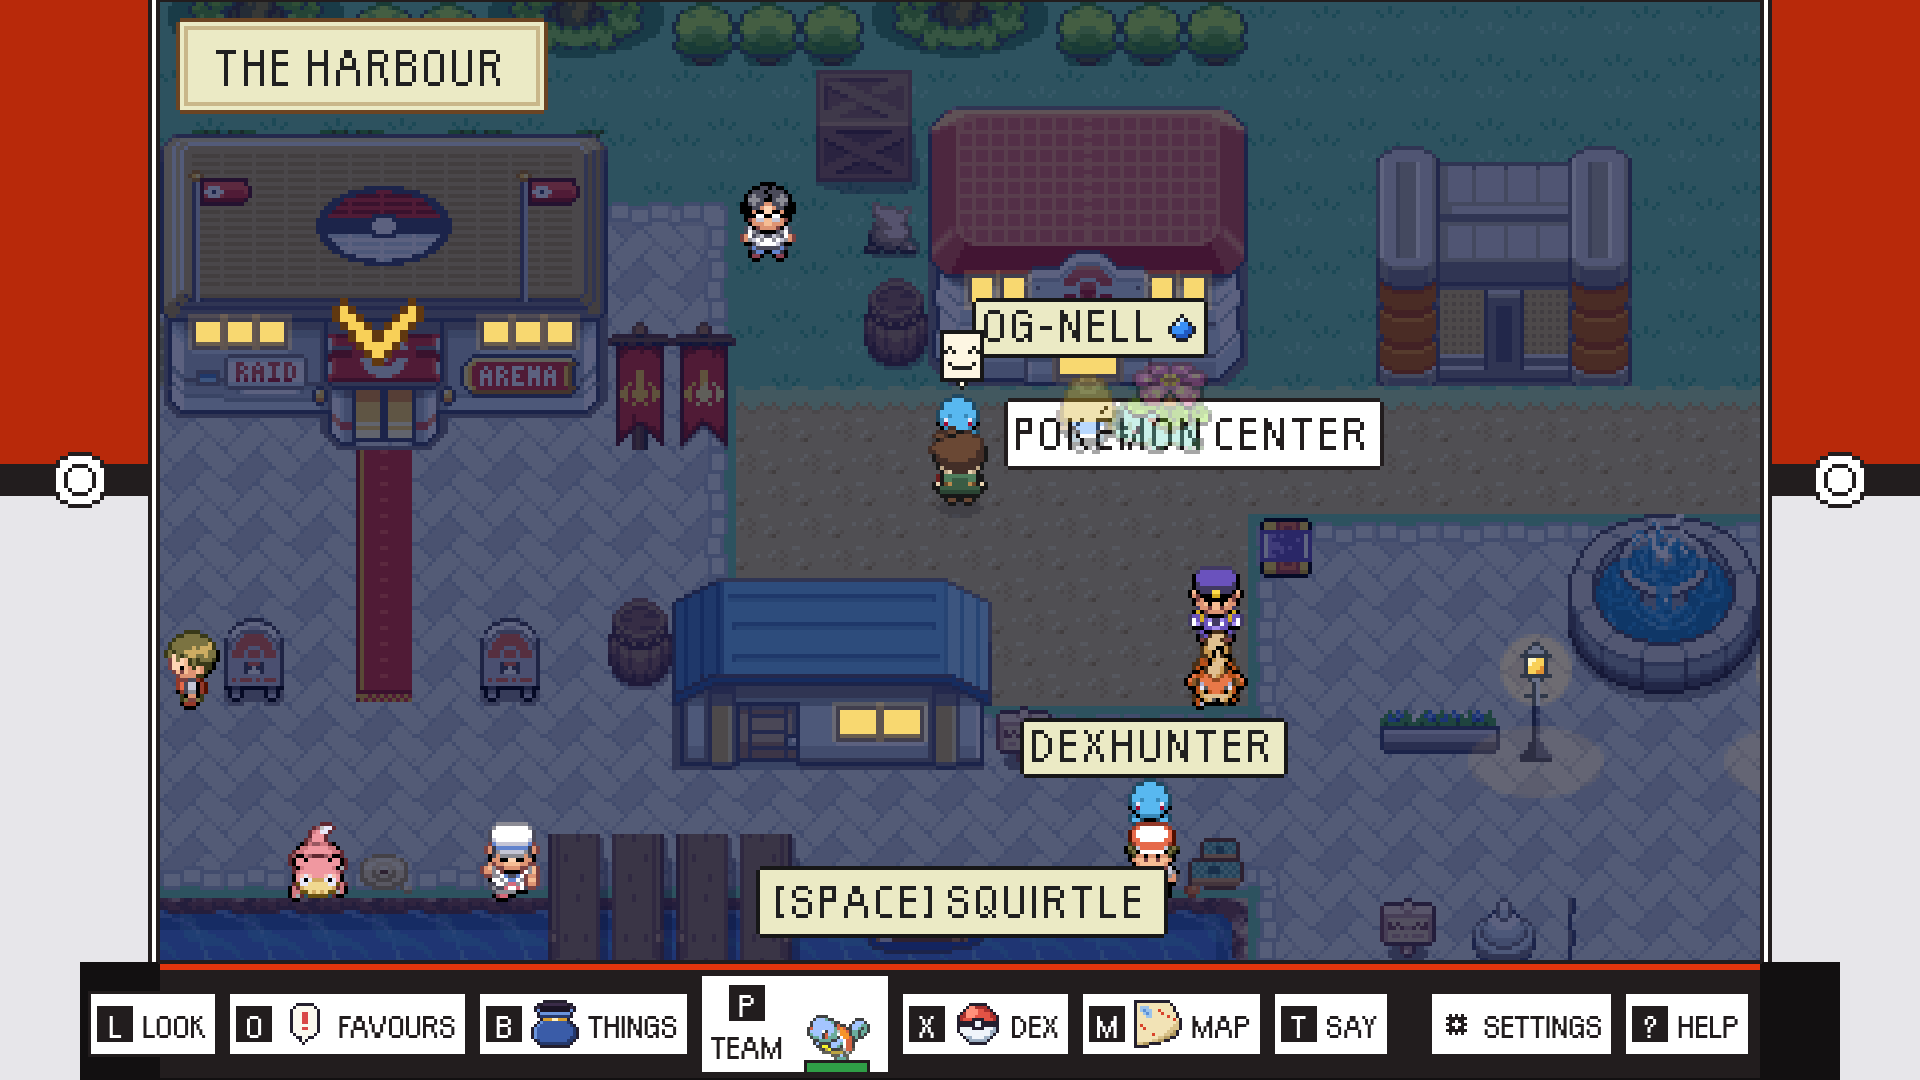 THE HARBOUR
OG-NELL
RAID
ARENA
POKéMON CENTER
DEXHUNTER
[SPACE] SQUIRTLE
L LOOK
O FAVOURS
B THINGS
P TEAM
X DEX
M MAP
T SAY
SETTINGS
? HELP